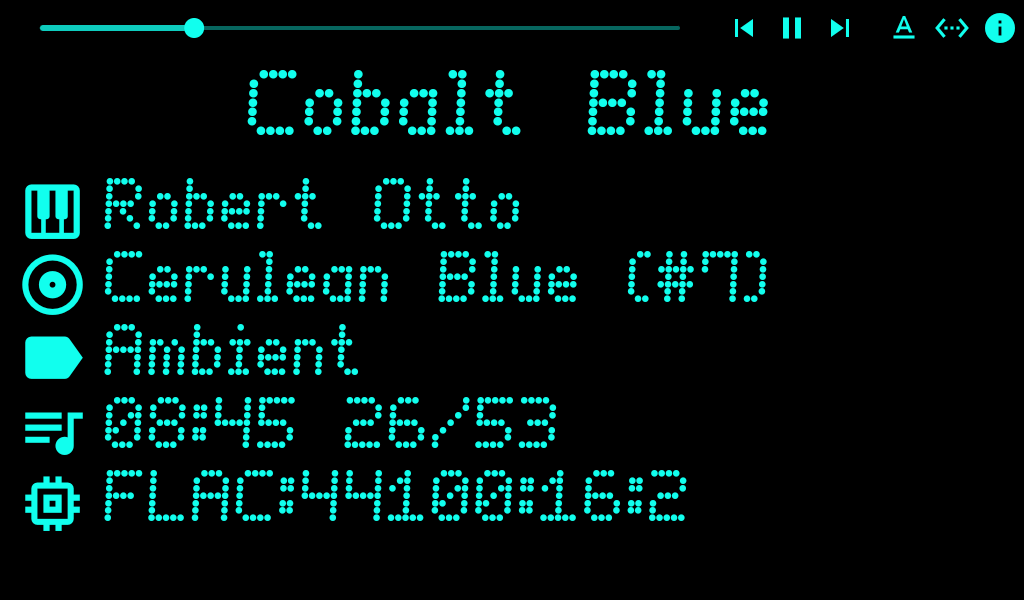 A
Cobalt Blue
Robert Otto
Cerulean Blue (#7)
Ambient
08:45 26/53
FLAC:44100:16:2